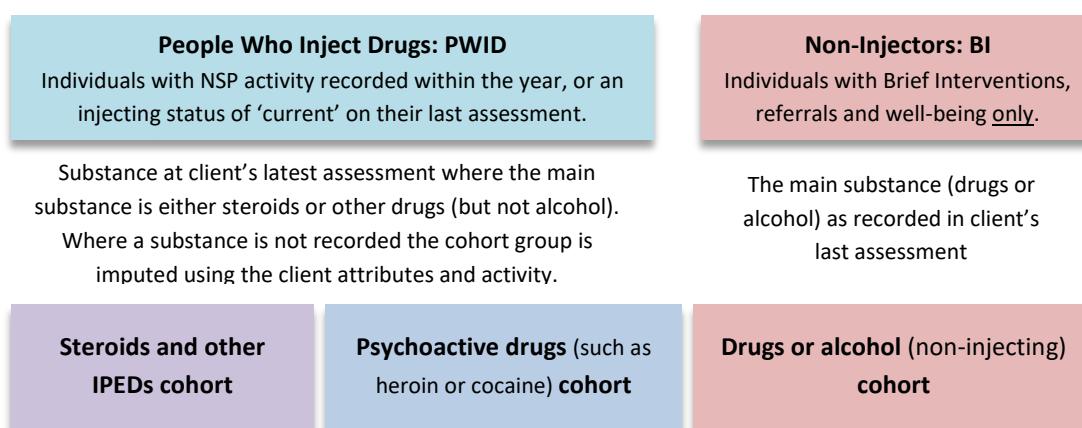 People Who Inject Drugs: PWID
Individuals with NSP activity recorded within the year, or an
injecting status of ‘current’ on their last assessment.
Non-Injectors: BI
Individuals with Brief Interventions,
referrals and well-being only.
Substance at client’s latest assessment where the main
substance is either steroids or other drugs (but not alcohol).
Where a substance is not recorded the cohort group is
imputed using the client attributes and activity.
The main substance (drugs or
alcohol) as recorded in client’s
last assessment
Steroids and other
IPEDs cohort
Psychoactive drugs (such as
heroin or cocaine) cohort
Drugs or alcohol (non-injecting)
cohort